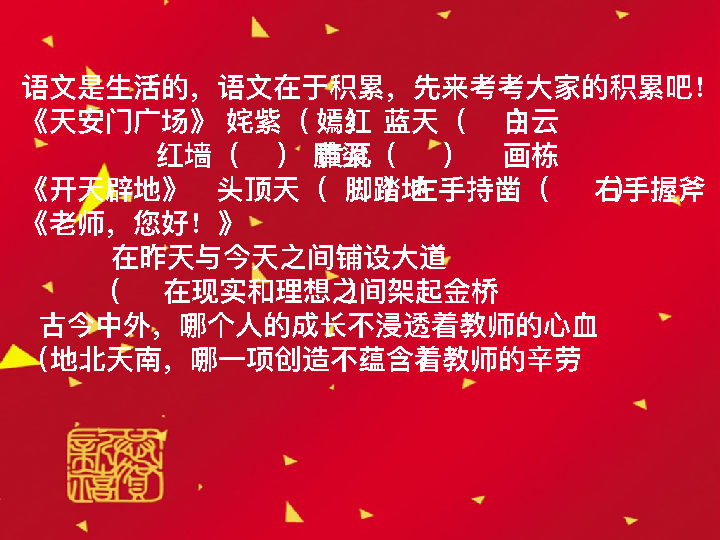 语文是生活的，语文在于积累，先来考考大家的积累吧！
《天安门广场》 姹紫（嫣红 蓝天（ ）白云
红墙（ ） 雕梁（ ） 画栋
《开天辟地》 头顶天（ 脚踏地 左手持凿（ ）右手握斧
《老师，您好！》
在昨天与今天之间铺设大道
（ 在现实和理想之间架起金桥 ）
古今中外，哪个人的成长不浸透着教师的心血
（地北天南，哪一项创造不蕴含着教师的辛劳